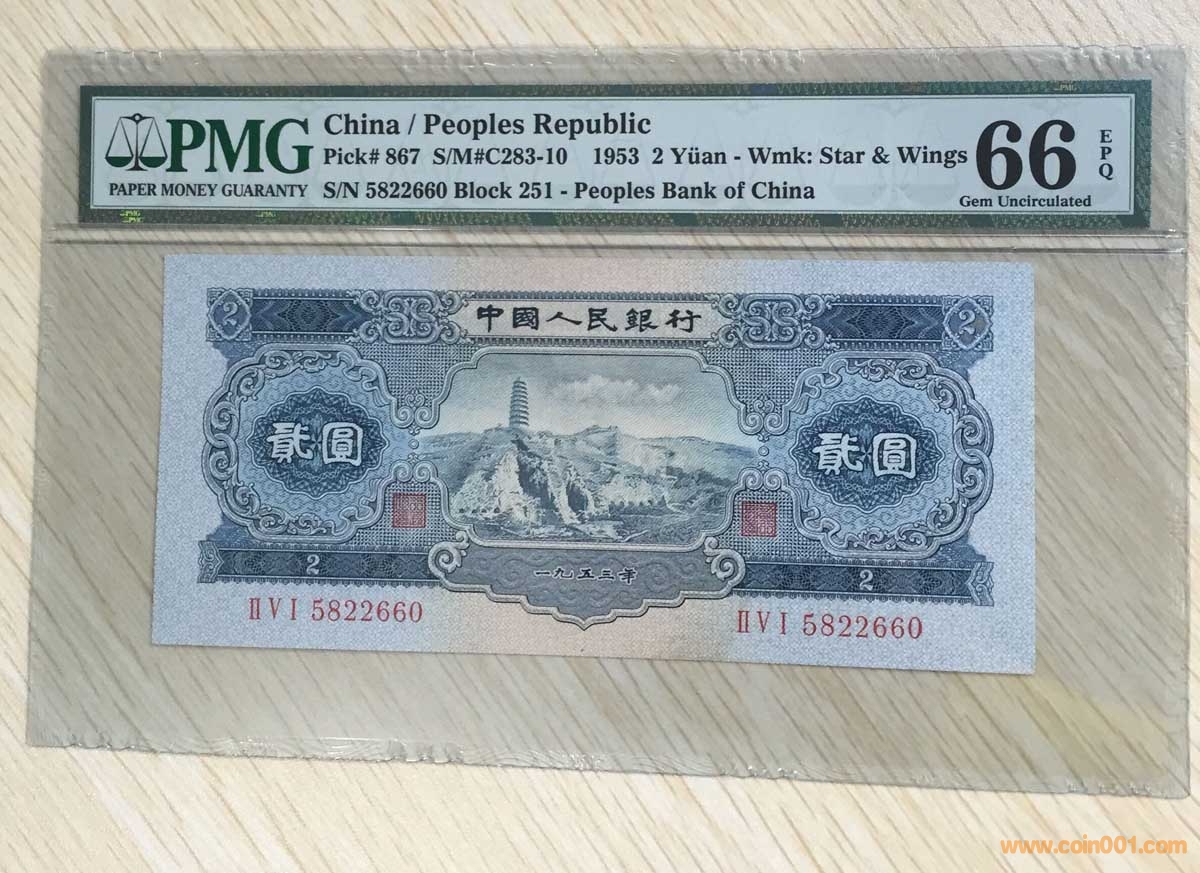 PMG
PAPER MONEY GUARANTY
China / Peoples Republic
Pick# 867 S/M#C283-10 1953 2 Yüan - Wmk: Star & Wings
S/N 5822660 Block 251 - Peoples Bank of China
66
EPQ
Gem Uncirculated
2
中國人民銀行
2
貳圓
貳圓
2
一九五三年
2
ⅡⅤⅠ 5822660
ⅡⅤⅠ 5822660
www.coin001.com